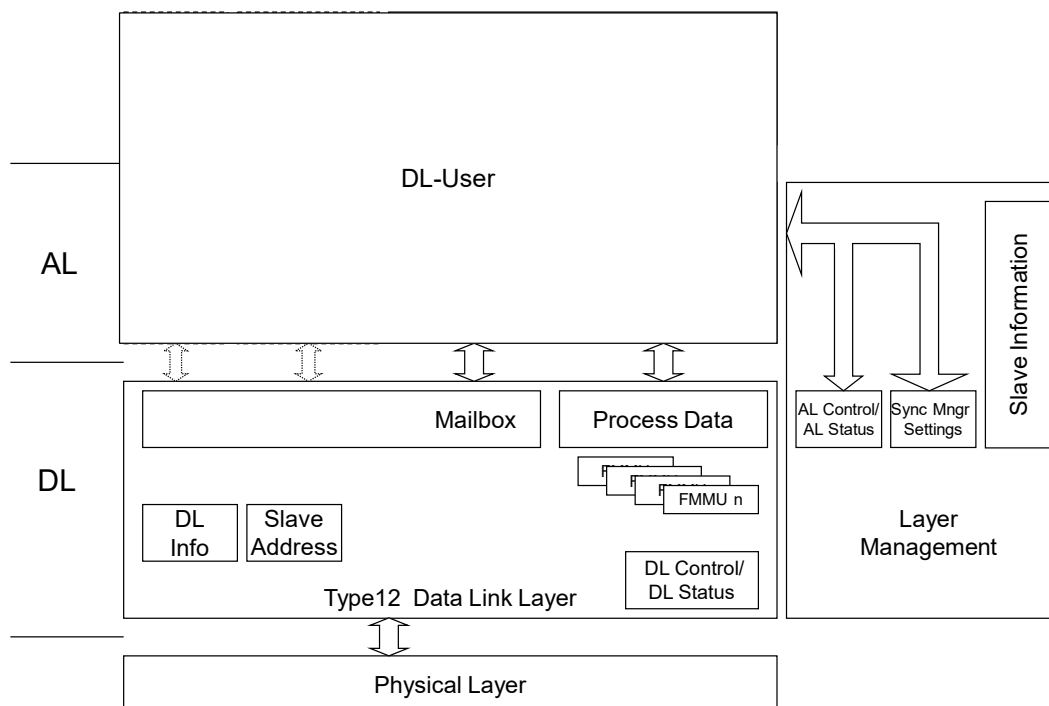 DL-User
AL
Slave Information
AL Control/
AL Status
Sync Mngr
Settings
Mailbox
Process Data
DL
FMMU n
DL
Info
Slave
Address
Layer
Management
DL Control/
DL Status
Type12 Data Link Layer
Physical Layer